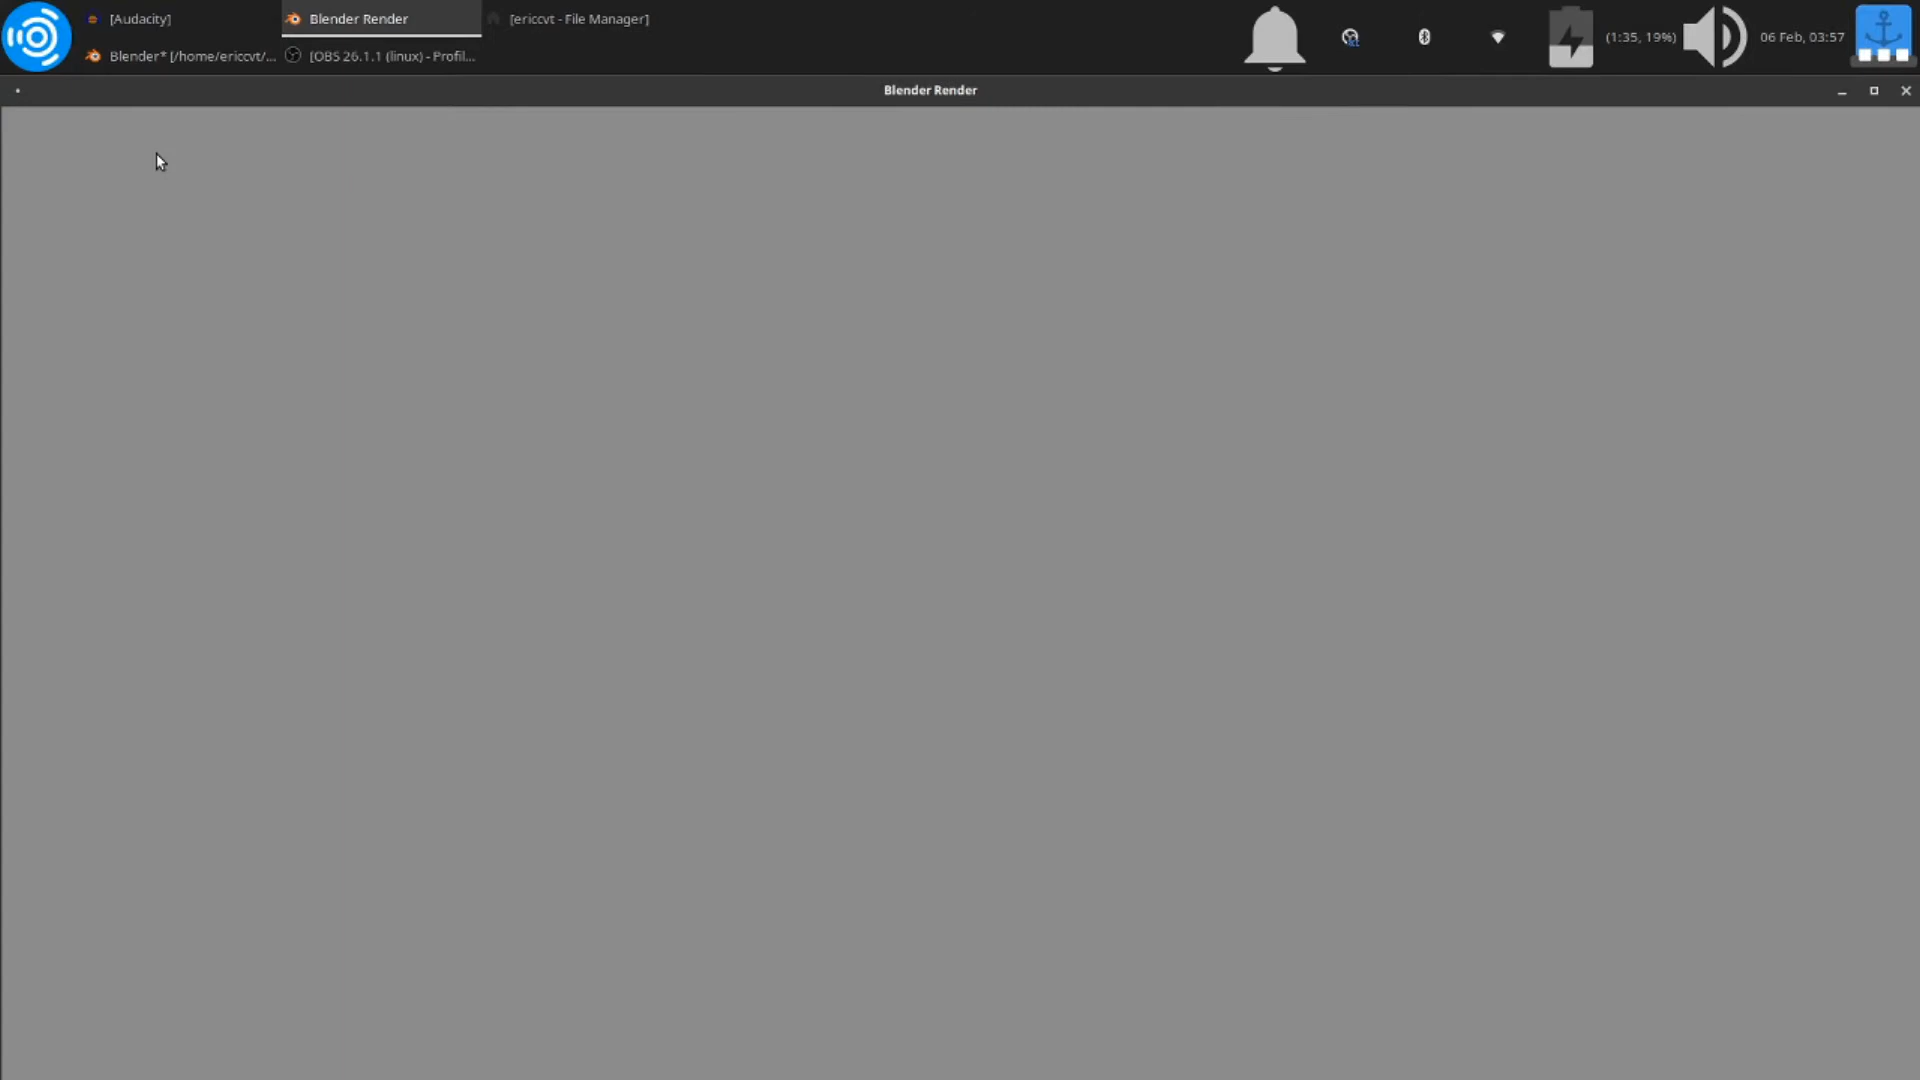 [Audacity]
Blender Render
[ericcvt - File Manager]
Blender* [/home/ericcvt/...
[OBS 26.1.1 (linux) - Profil...
(1:35, 19%)
06 Feb, 03:57
Blender Render